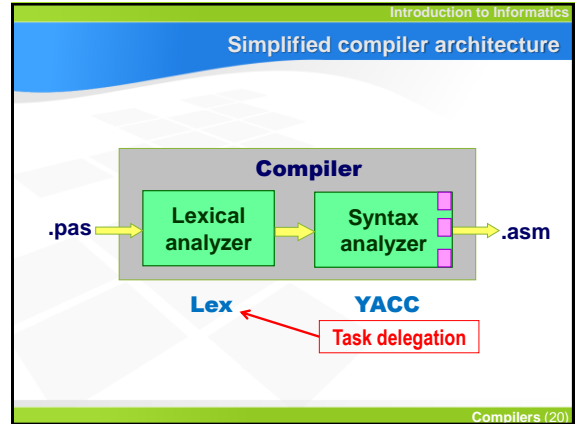 Introduction to Informatics
Simplified compiler architecture
Compiler
.pas
Lexical
analyzer
Syntax
analyzer
.asm
Lex
YACC
Task delegation
Compilers (20)